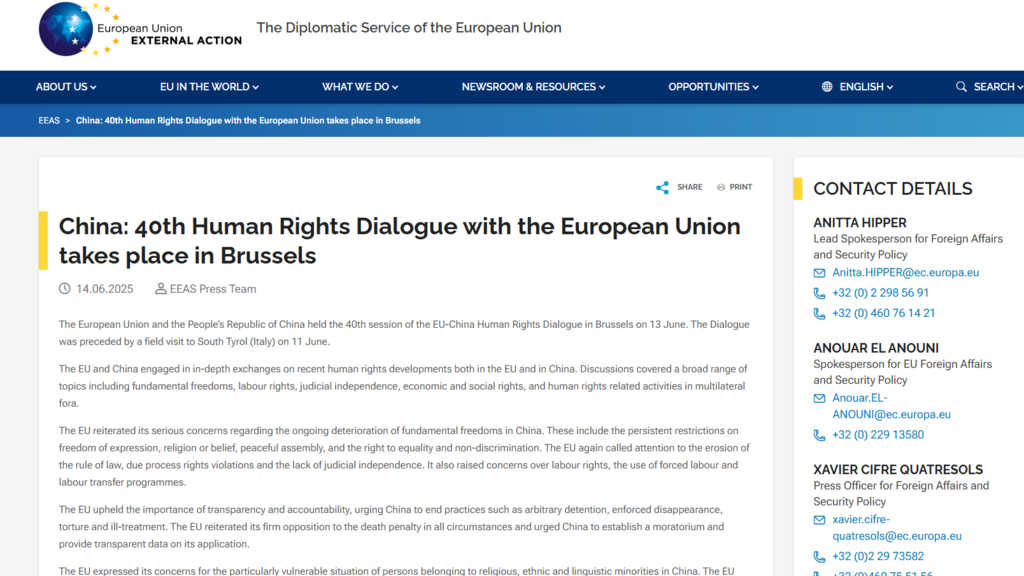 European Union
EXTERNAL ACTION
The Diplomatic Service of the European Union
ABOUT US
EU IN THE WORLD
WHAT WE DO
NEWSROOM & RESOURCES
OPPORTUNITIES
ENGLISH
SEARCH
EEAS > China: 40th Human Rights Dialogue with the European Union takes place in Brussels
SHARE
PRINT
China: 40th Human Rights Dialogue with the European Union
takes place in Brussels
14.06.2025
EEAS Press Team
The European Union and the People's Republic of China held the 40th session of the EU-China Human Rights Dialogue in Brussels on 13 June. The Dialogue
was preceded by a field visit to South Tyrol (Italy) on 11 June.
The EU and China engaged in in-depth exchanges on recent human rights developments both in the EU and in China. Discussions covered a broad range of
topics including fundamental freedoms, labour rights, judicial independence, economic and social rights, and human rights related activities in multilateral
fora.
The EU reiterated its serious concerns regarding the ongoing deterioration of fundamental freedoms in China. These include the persistent restrictions on
freedom of expression, religion or belief, peaceful assembly, and the right to equality and non-discrimination. The EU again called attention to the erosion of
the rule of law, due process rights violations and the lack of judicial independence. It also raised concerns over labour rights, the use of forced labour and
labour transfer programmes.
The EU upheld the importance of transparency and accountability, urging China to end practices such as arbitrary detention, enforced disappearance,
torture and ill-treatment. The EU reiterated its firm opposition to the death penalty in all circumstances and urged China to establish a moratorium and
provide transparent data on its application.
The EU expressed its concerns for the particularly vulnerable situation of persons belonging to religious, ethnic and linguistic minorities in China. The EU
CONTACT DETAILS
ANITTA HIPPER
Lead Spokesperson for Foreign Affairs
and Security Policy
Anitta.HIPPER@ec.europa.eu
+32 (0) 2 298 56 91
+32 (0) 460 76 14 21
ANOUAR EL ANOUNI
Spokesperson for EU Foreign Affairs
and Security Policy
Anouar.EL-
ANOUNI@ec.europa.eu
+32 (0) 229 13580
XAVIER CIFRE QUATRESOLS
Press Officer for Foreign Affairs and
Security Policy
xavier.cifre-
quatresols@ec.europa.eu
+32 (0)2 29 73582
+32 (0)460 75 51 56